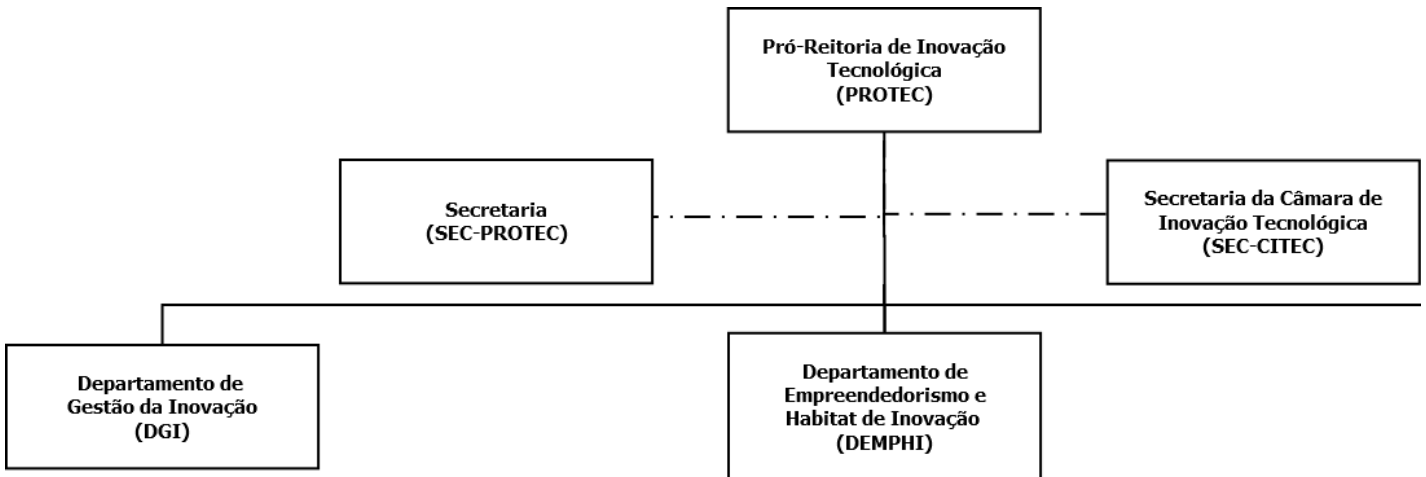 Pró-Reitoria de Inovação
Tecnológica
(PROTEC)
Secretaria
(SEC-PROTEC)
Secretaria da Câmara de
Inovação Tecnológica
(SEC-CITEC)
Departamento de
Gestão da Inovação
(DGI)
Departamento de
Empreendedorismo e
Habitat de Inovação
(DEMPHI)